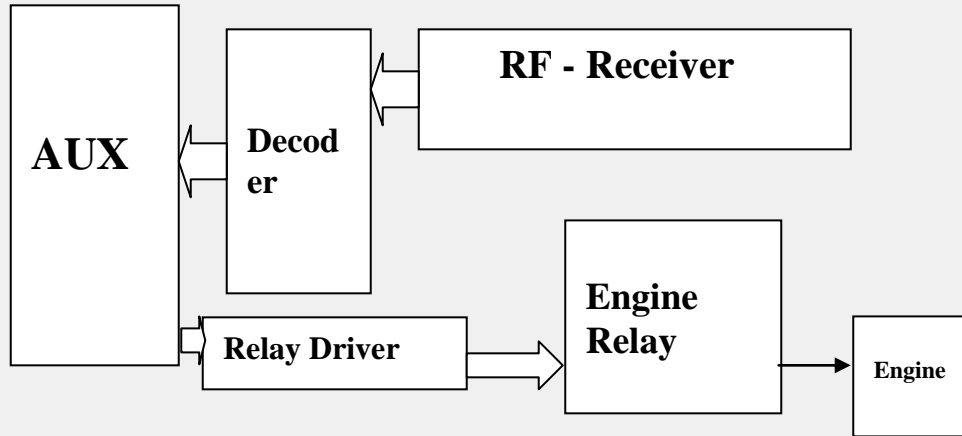 RF - Receiver
AUX
Decod
er
Engine
Relay
Relay Driver
Engine